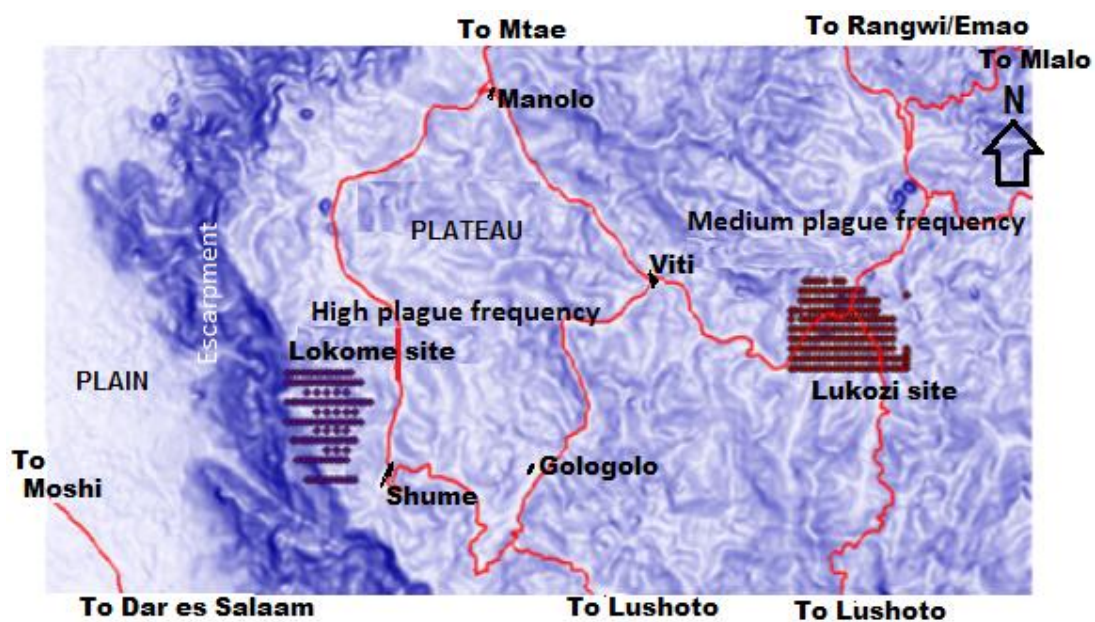 To Mtae
To Rangwi/Emao
To Mlalo
N
Manolo
Medium plague frequency
PLATEAU
Escarpment
Viti
High plague frequency
Lokome site
PLAIN
Lukozi site
To
Moshi
Gologolo
Shume
To Dar es Salaam
To Lushoto
To Lushoto